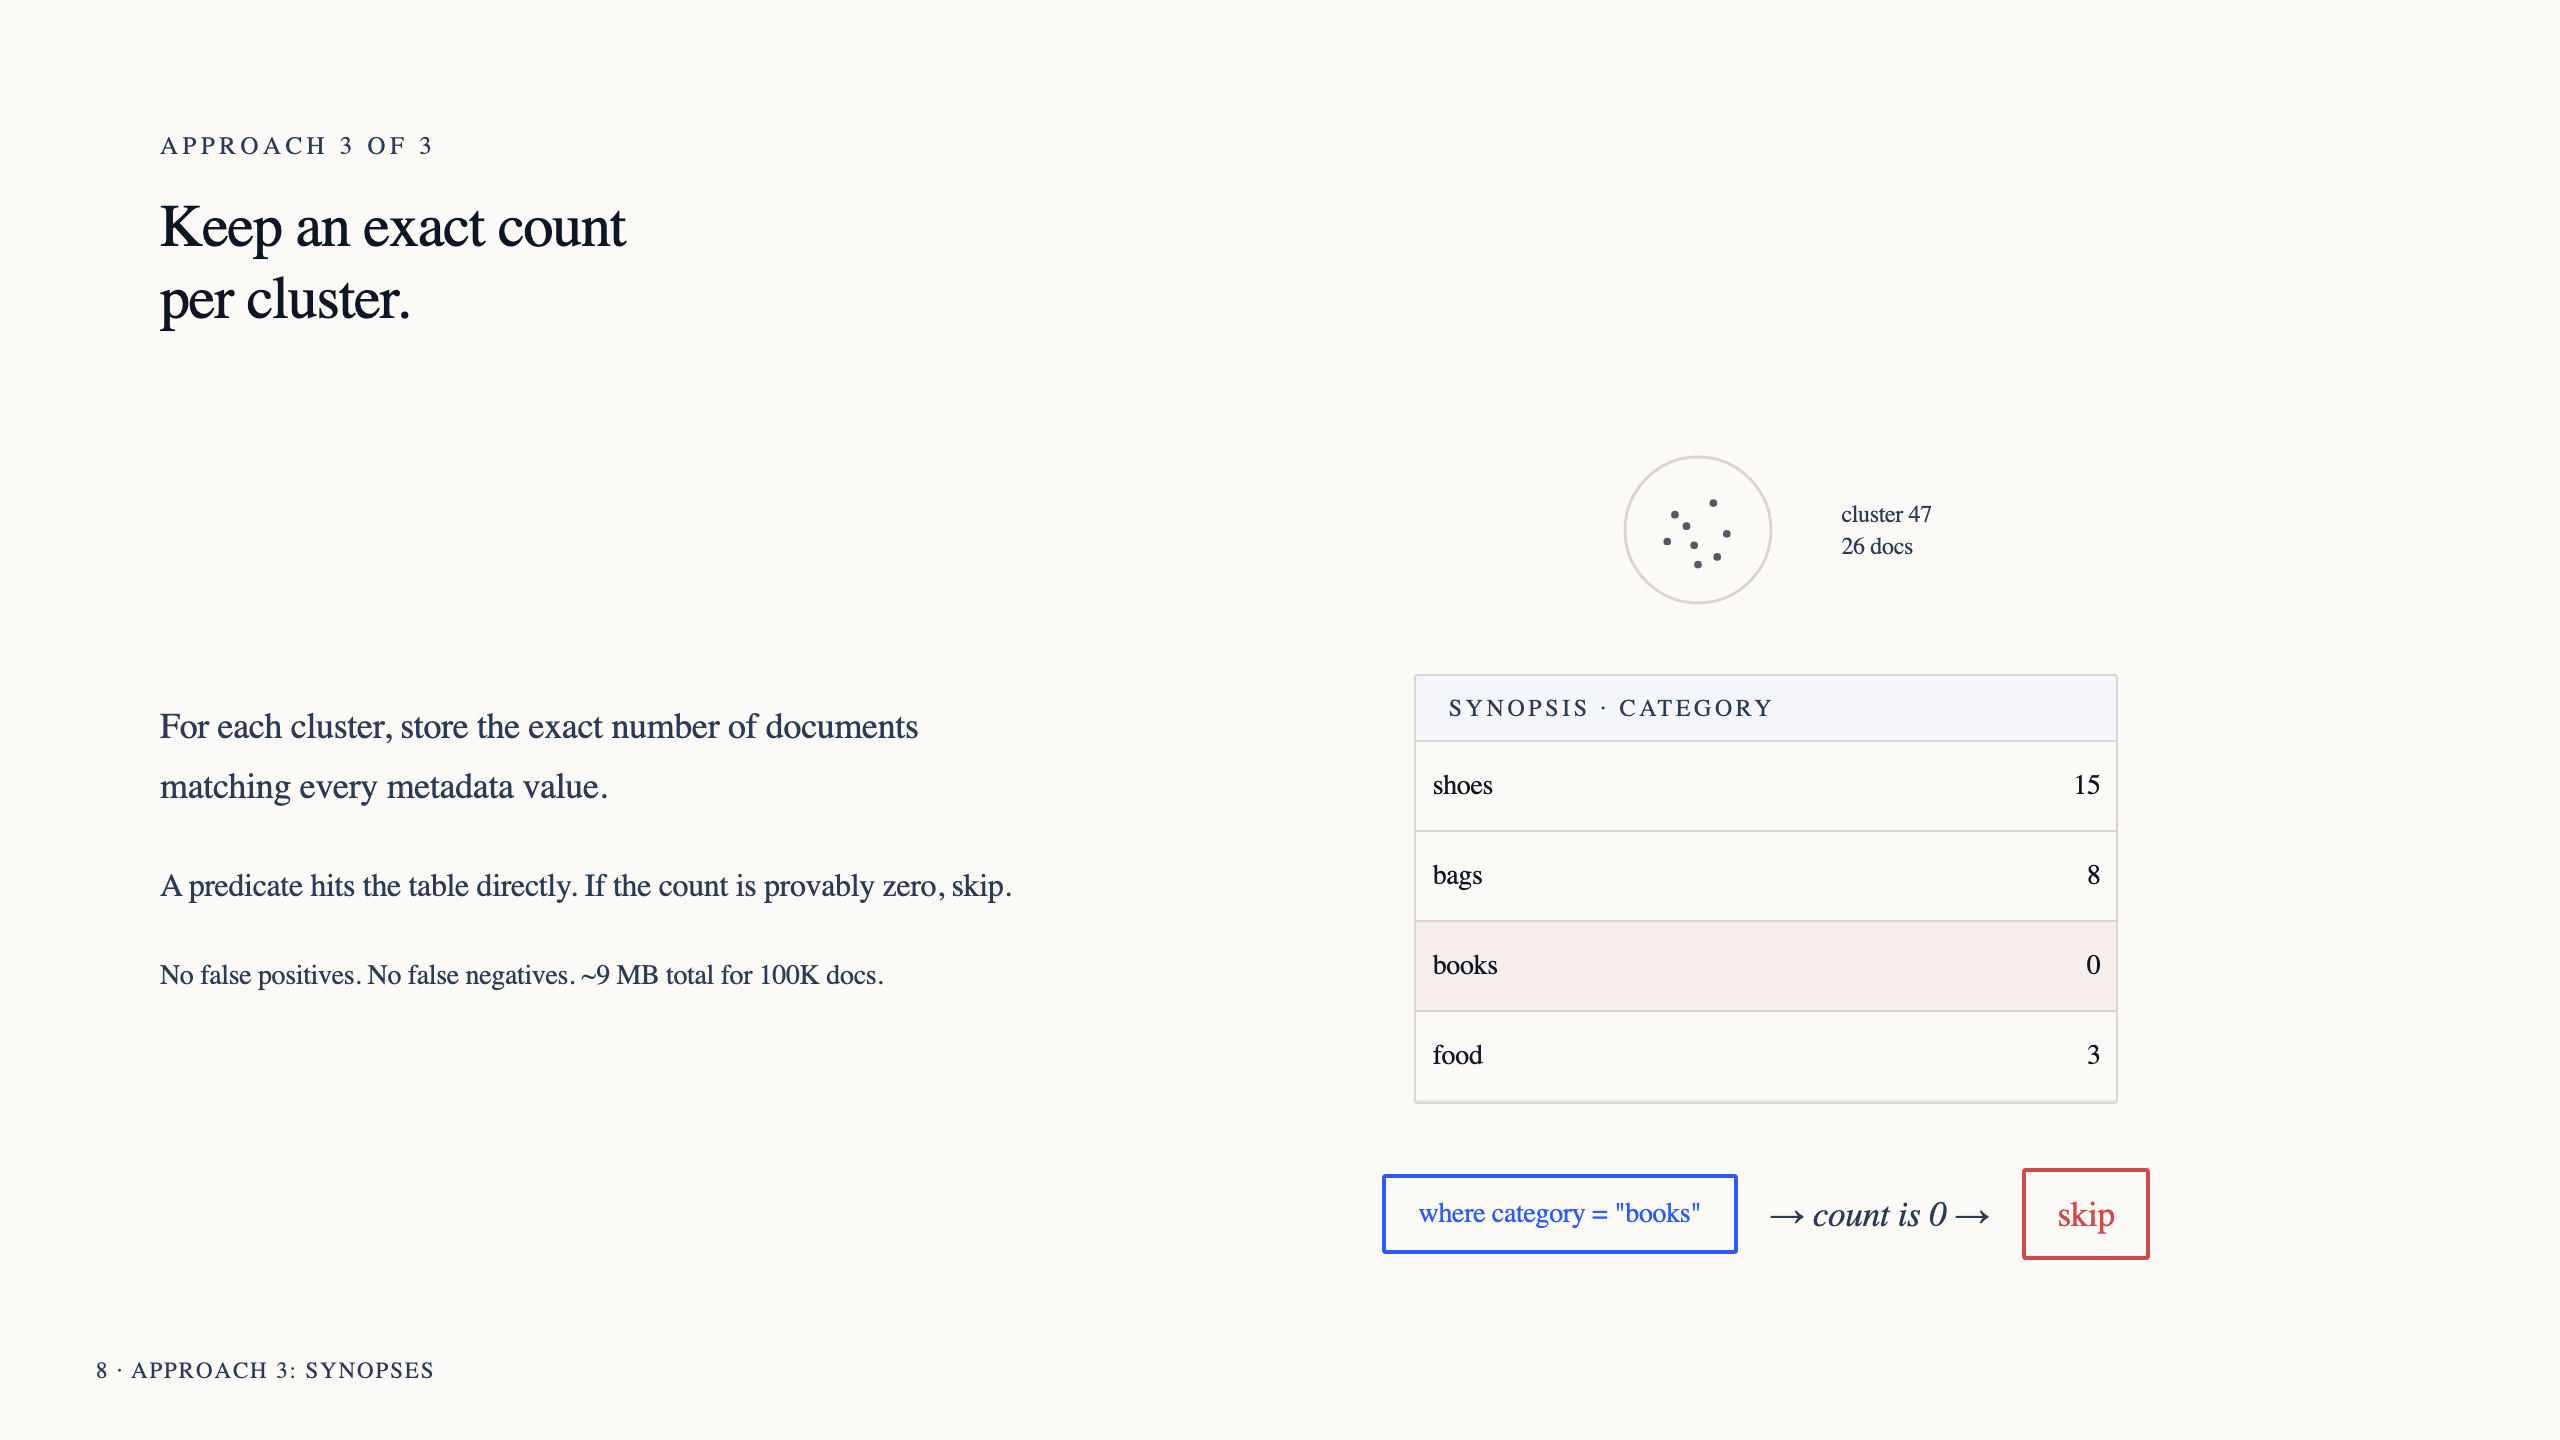 APPROACH 3 OF 3
Keep an exact count
per cluster.
For each cluster, store the exact number of documents
matching every metadata value.
A predicate hits the table directly. If the count is provably zero, skip.
No false positives. No false negatives. ~9 MB total for 100K docs.
cluster 47
26 docs
SYNOPSIS · CATEGORY
shoes 15
bags 8
books 0
food 3
where category = "books" → count is 0 → skip
8 · APPROACH 3: SYNOPSES